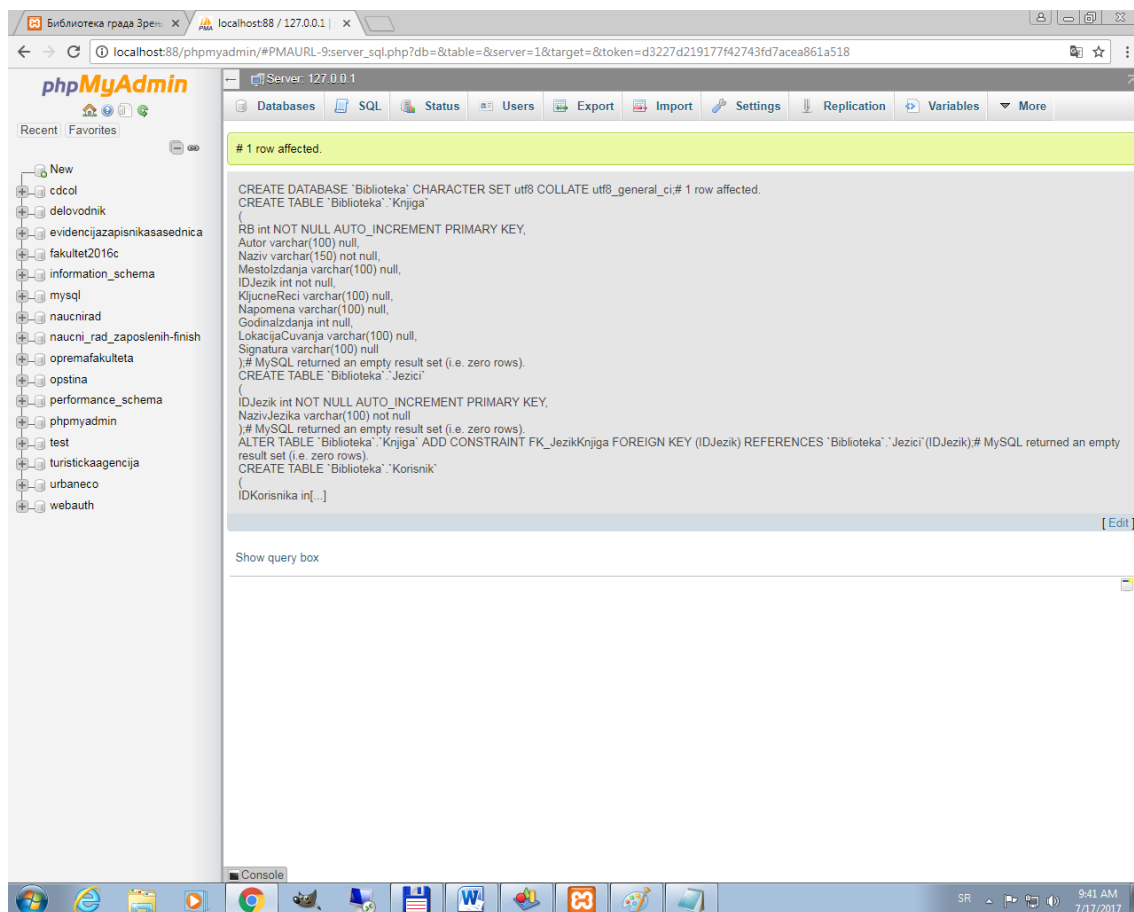 Библиотека града Зрењ
localhost:88 / 127.0.0.1 |
localhost:88/phpmyadmin/#PMAURL-9:server_sql.php?db=&table=&server=1&target=&token=d3227d219177f42743fd7acea861a518
phpMyAdmin
Recent Favorites
New
cdcol
delovodnik
evidencijazapisnikasasednica
fakultet2016c
information_schema
mysql
naucnirad
naucni_rad_zaposlenih-finish
opremafakulteta
opstina
performance_schema
phpmyadmin
test
turistickaagencija
urbaneco
webauth
Server: 127.0.0.1
Databases SQL Status Users Export Import Settings Replication Variables More
# 1 row affected.
CREATE DATABASE `Biblioteka` CHARACTER SET utf8 COLLATE utf8_general_ci;# 1 row affected.
CREATE TABLE `Biblioteka`.`Knjiga`
(
RB int NOT NULL AUTO_INCREMENT PRIMARY KEY,
Autor varchar(100) null,
Naziv varchar(150) not null,
MestoIzdanja varchar(100) null,
IDJezik int not null,
KljucneReci varchar(100) null,
Napomena varchar(100) null,
GodinaIzdanja int null,
LokacijaCuvanja varchar(100) null,
Signatura varchar(100) null
);# MySQL returned an empty result set (i.e. zero rows).
CREATE TABLE `Biblioteka`.`Jezici`
(
IDJezik int NOT NULL AUTO_INCREMENT PRIMARY KEY,
NazivJezika varchar(100) not null
);# MySQL returned an empty result set (i.e. zero rows).
ALTER TABLE `Biblioteka`.`Knjiga` ADD CONSTRAINT FK_JezikKnjiga FOREIGN KEY (IDJezik) REFERENCES `Biblioteka`.`Jezici`(IDJezik);# MySQL returned an empty
result set (i.e. zero rows).
CREATE TABLE `Biblioteka`.`Korisnik`
(
IDKorisnika in[...]
[ Edit ]
Show query box
Console
SR
9:41 AM
7/17/2017